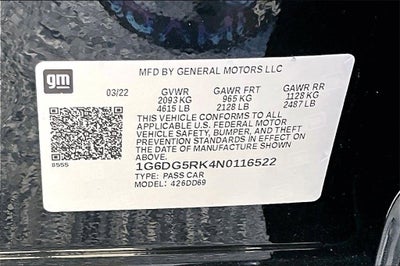 gm
MFD BY GENERAL MOTORS LLC
03/22 GVWR GAWR FRT GAWR RR
2093 KG 965 KG 1128 KG
4615 LB 2128 LB 2487 LB
THIS VEHICLE CONFORMS TO ALL
APPLICABLE U.S. FEDERAL MOTOR
VEHICLE SAFETY, BUMPER, AND THEFT
PREVENTION STANDARDS IN EFFECT ON
THE DATE OF MANUFACTURE SHOWN
ABOVE.
1G6DG5RK4N0116522
TYPE: PASS CAR
MODEL: 426DD69